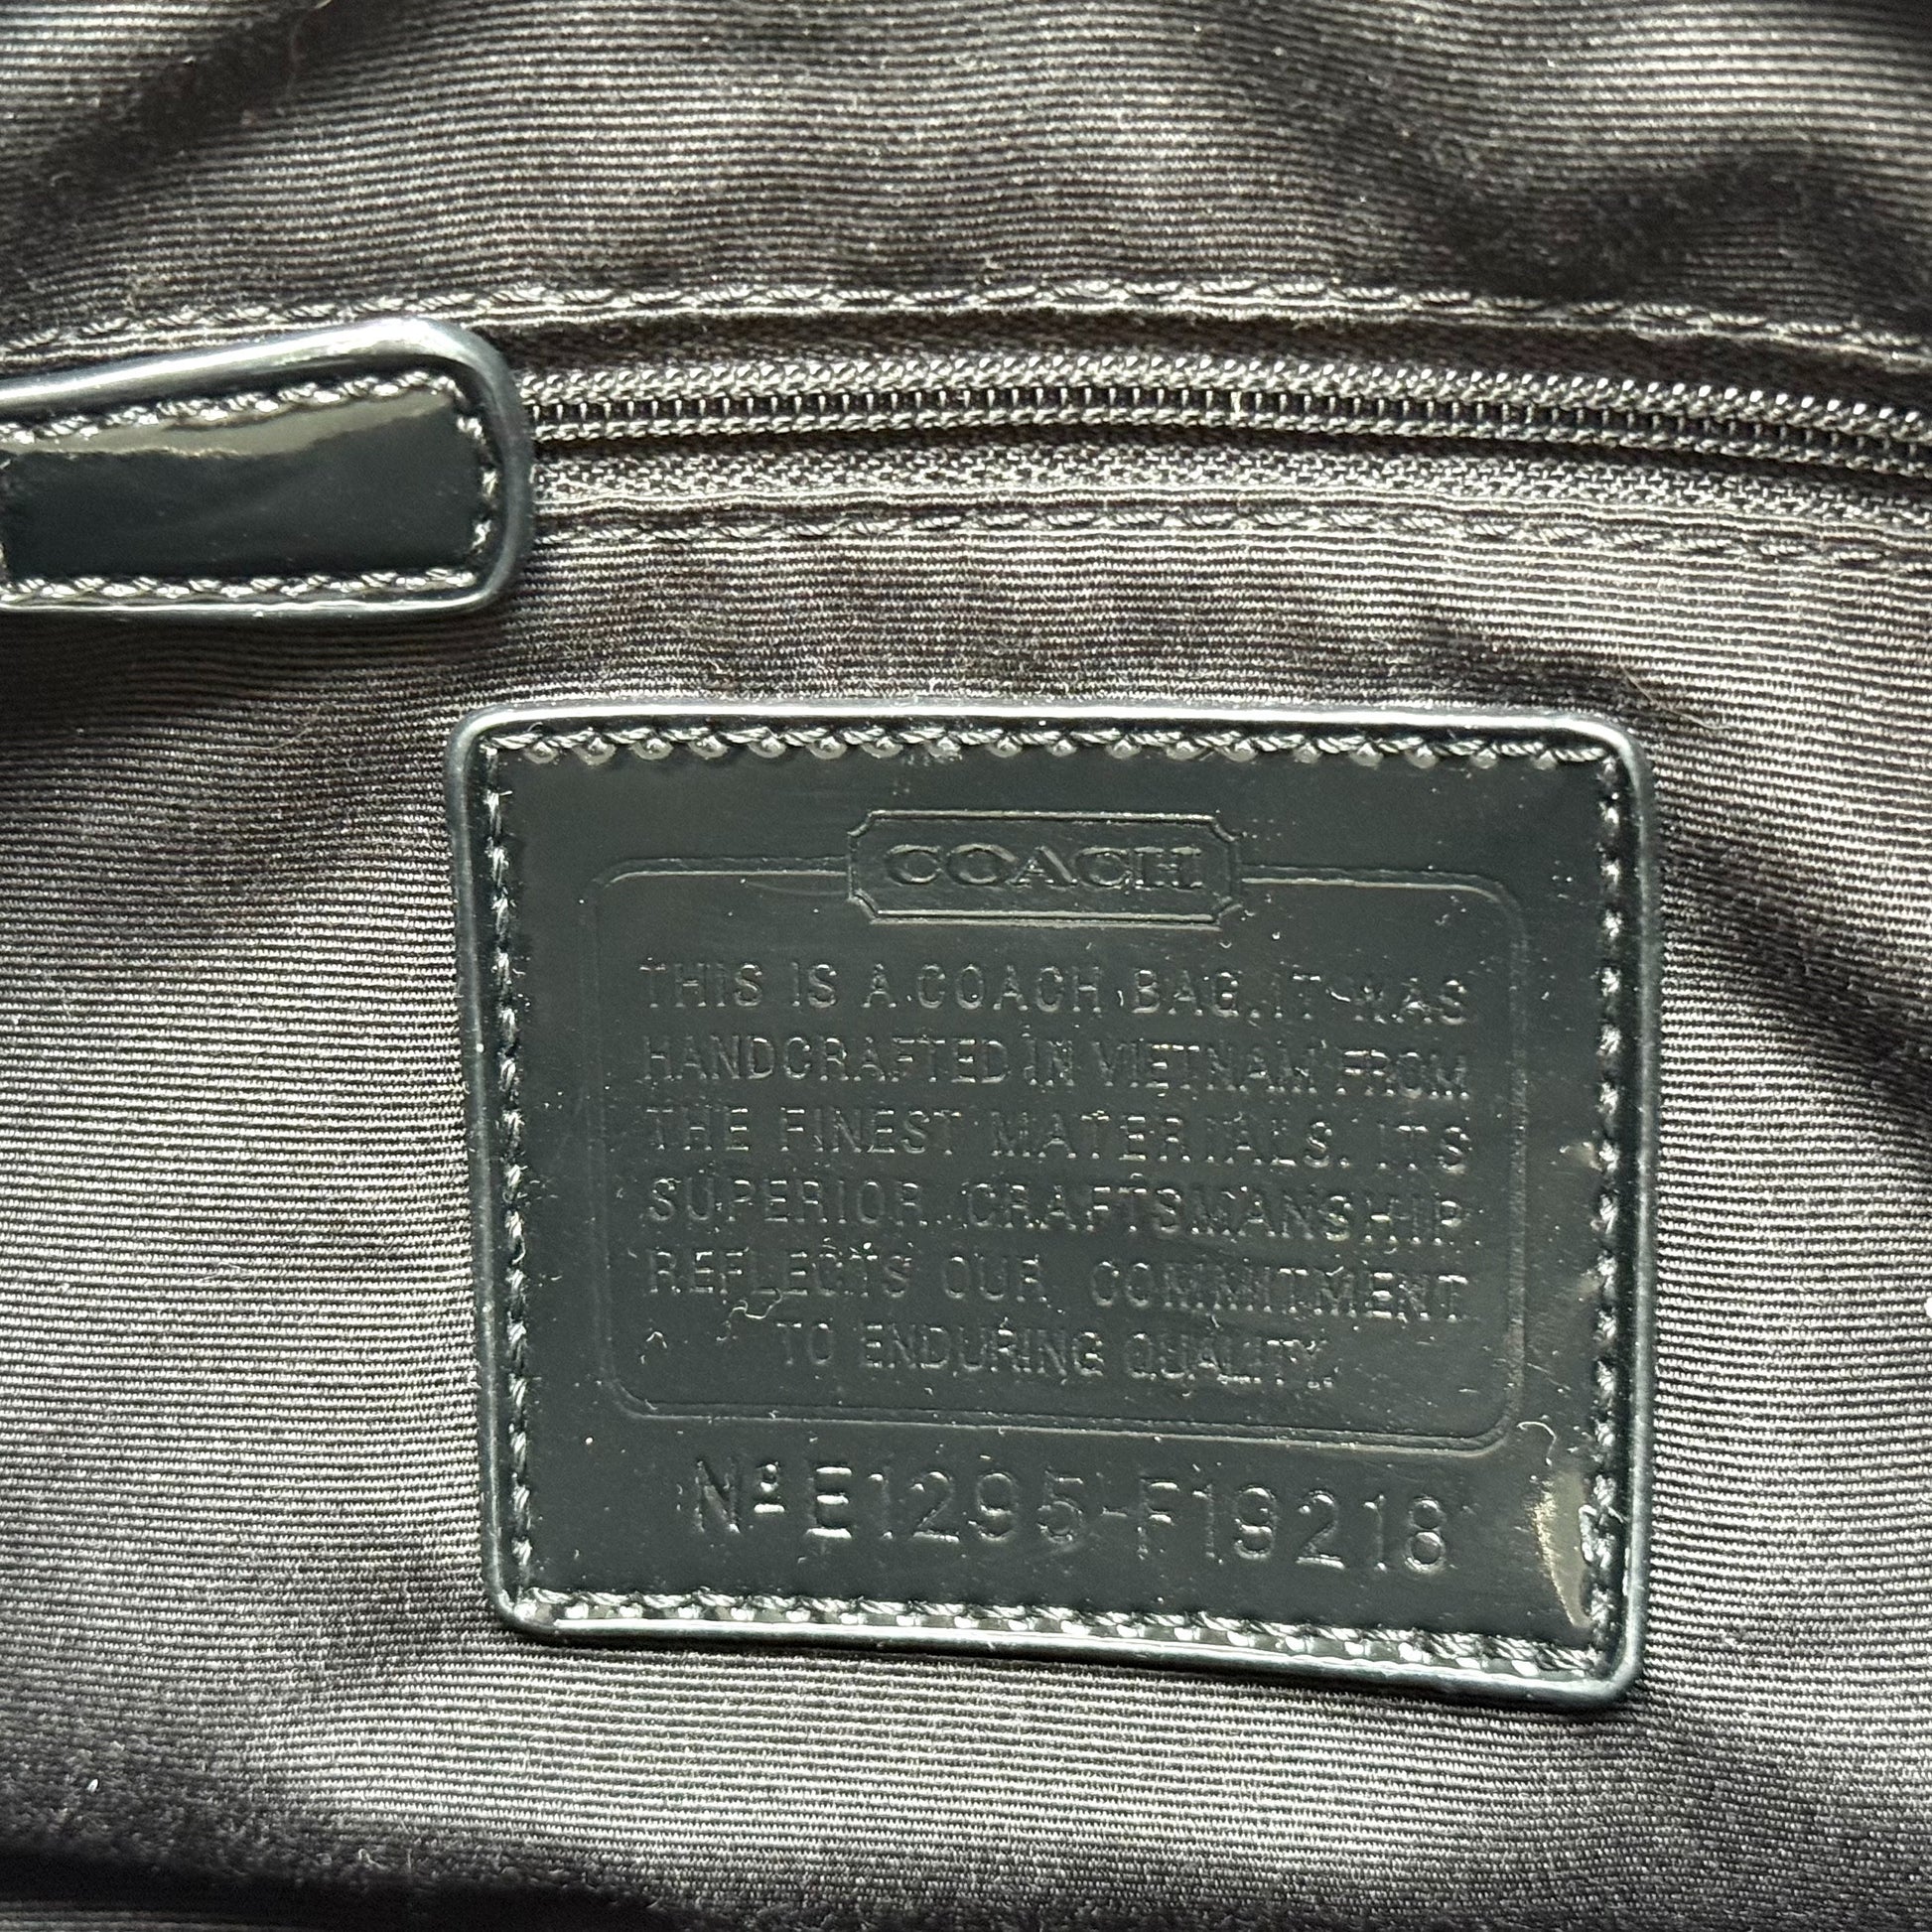 COACH
THIS IS A COACH BAG. IT WAS
HANDCRAFTED IN VIETNAM FROM
THE FINEST MATERIALS. ITS
SUPERIOR CRAFTSMANSHIP
REFLECTS OUR COMMITMENT
TO ENDURING QUALITY.
Nº E1295-F19218